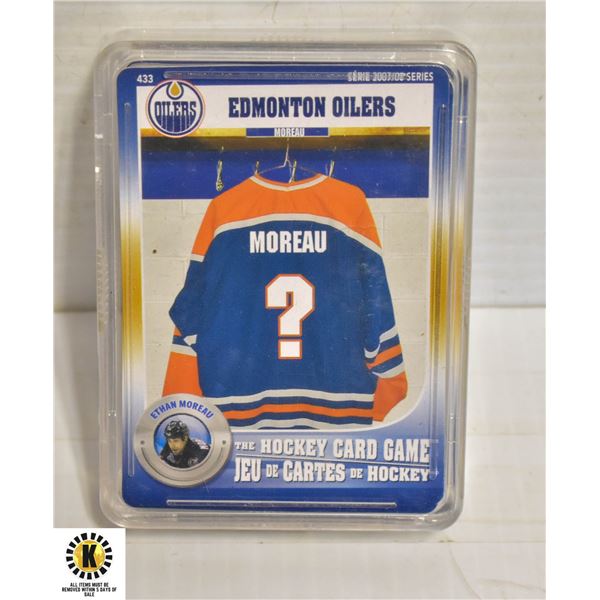 433
SÉRIE 2007/08 SERIES
OILERS
EDMONTON OILERS
MOREAU
MOREAU
?
ETHAN MOREAU
THE HOCKEY CARD GAME
JEU DE CARTES DE HOCKEY
K
ALL ITEMS MUST BE
REMOVED WITHIN 5 DAYS OF
SALE